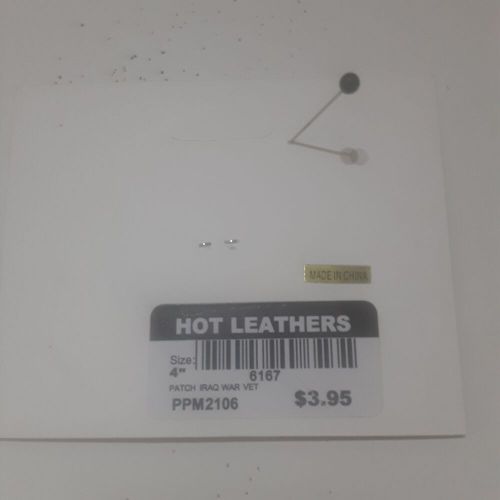 MADE IN CHINA
HOT LEATHERS
Size:
4"
6167
PATCH IRAQ WAR VET
PPM2106
$3.95